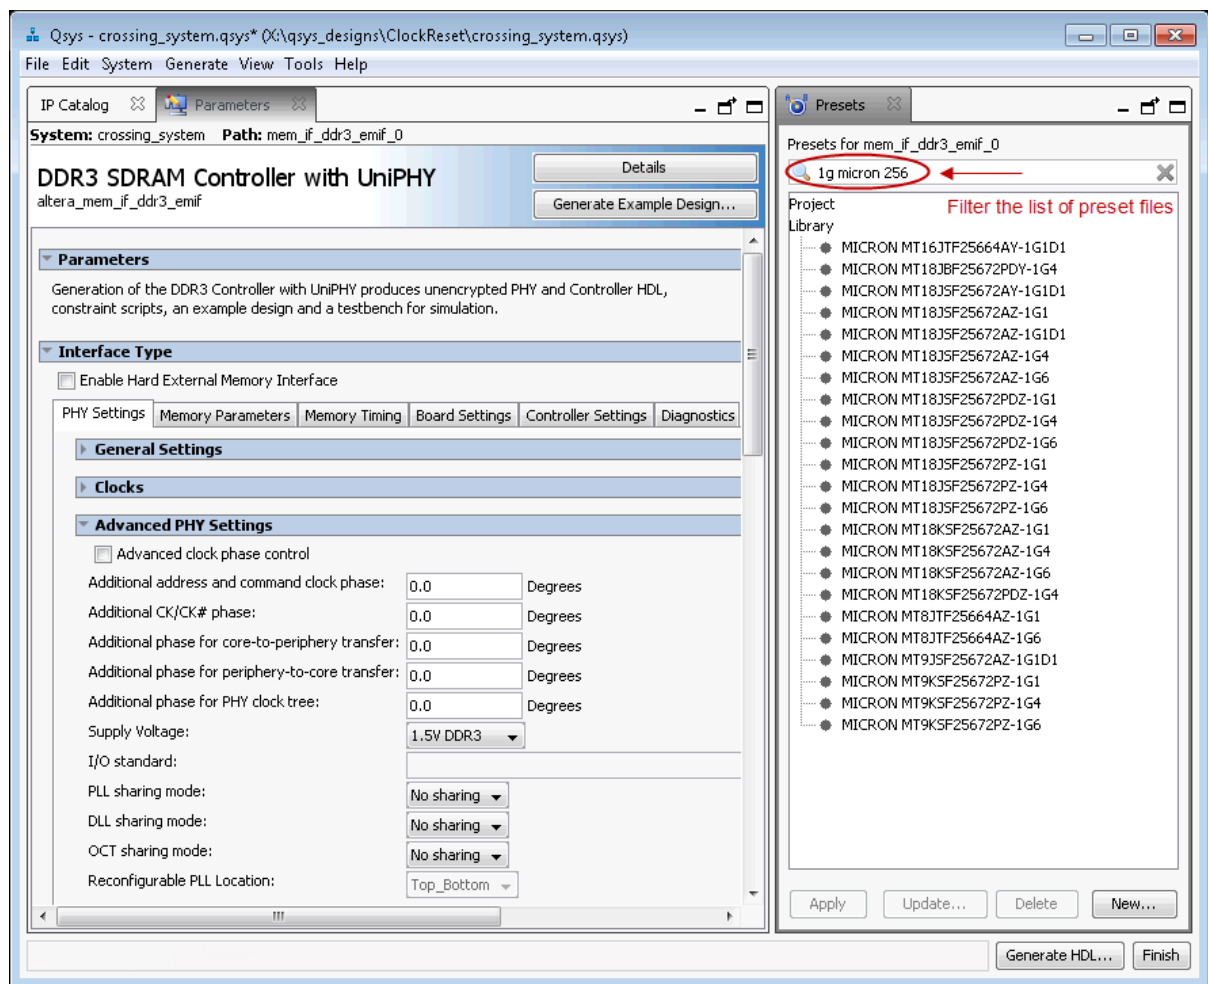 Qsys - crossing_system.qsys* (X:\qsys_designs\ClockReset\crossing_system.qsys)
File Edit System Generate View Tools Help
IP Catalog
Parameters
System: crossing_system Path: mem_if_ddr3_emif_0
DDR3 SDRAM Controller with UniPHY
altera_mem_if_ddr3_emif
Details
Generate Example Design...
Parameters
Generation of the DDR3 Controller with UniPHY produces unencrypted PHY and Controller HDL,
constraint scripts, an example design and a testbench for simulation.
Interface Type
Enable Hard External Memory Interface
PHY Settings Memory Parameters Memory Timing Board Settings Controller Settings Diagnostics
General Settings
Clocks
Advanced PHY Settings
Advanced clock phase control
Additional address and command clock phase: 0.0 Degrees
Additional CK/CK# phase: 0.0 Degrees
Additional phase for core-to-periphery transfer: 0.0 Degrees
Additional phase for periphery-to-core transfer: 0.0 Degrees
Additional phase for PHY clock tree: 0.0 Degrees
Supply Voltage: 1.5V DDR3
I/O standard:
PLL sharing mode: No sharing
DLL sharing mode: No sharing
OCT sharing mode: No sharing
Reconfigurable PLL Location: Top_Bottom
Presets
Presets for mem_if_ddr3_emif_0
1g micron 256
Filter the list of preset files
Project
Library
MICRON MT16JTF25664AY-1G1D1
MICRON MT18JBF25672PDY-1G4
MICRON MT18JSF25672AY-1G1D1
MICRON MT18JSF25672AZ-1G1
MICRON MT18JSF25672AZ-1G1D1
MICRON MT18JSF25672AZ-1G4
MICRON MT18JSF25672AZ-1G6
MICRON MT18JSF25672PDZ-1G1
MICRON MT18JSF25672PDZ-1G4
MICRON MT18JSF25672PDZ-1G6
MICRON MT18JSF25672PZ-1G1
MICRON MT18JSF25672PZ-1G4
MICRON MT18JSF25672PZ-1G6
MICRON MT18KSF25672AZ-1G1
MICRON MT18KSF25672AZ-1G4
MICRON MT18KSF25672AZ-1G6
MICRON MT18KSF25672PDZ-1G4
MICRON MT8JTF25664AZ-1G1
MICRON MT8JTF25664AZ-1G6
MICRON MT9JSF25672AZ-1G1D1
MICRON MT9KSF25672PZ-1G1
MICRON MT9KSF25672PZ-1G4
MICRON MT9KSF25672PZ-1G6
Apply Update... Delete New...
Generate HDL... Finish